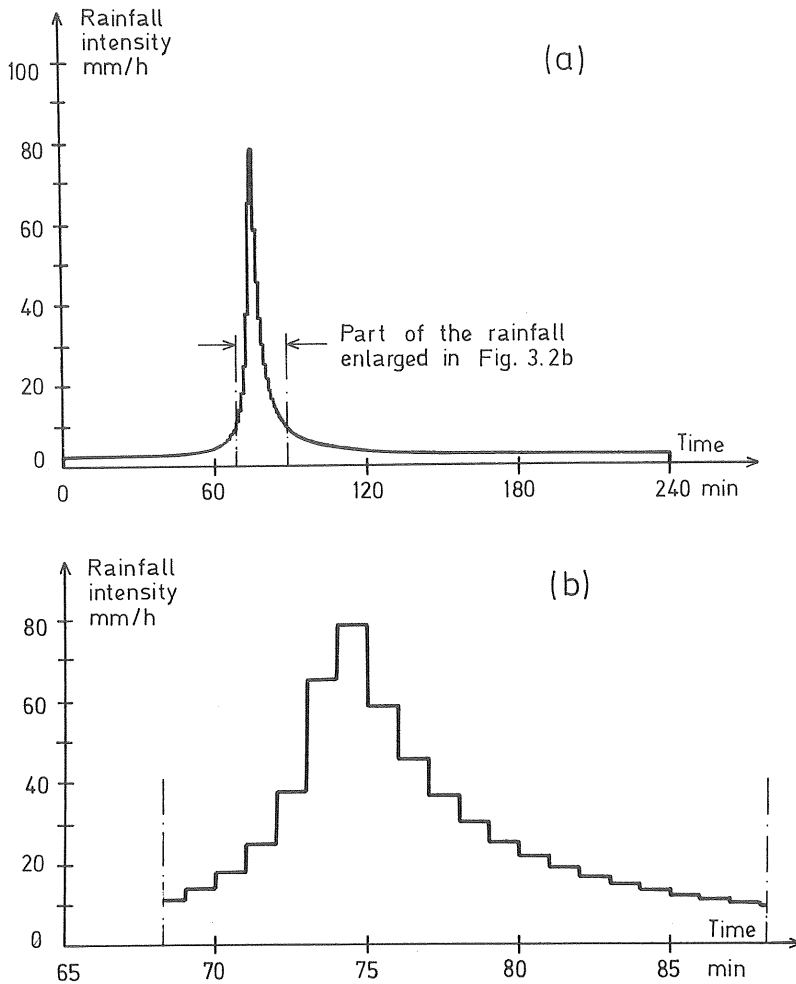 Rainfall
intensity
mm/h
(a)
100
80
60
40
20
0
Part of the rainfall
enlarged in Fig. 3.2b
Time
0 60 120 180 240 min
Rainfall
intensity
mm/h
(b)
80
60
40
20
0
Time
65 70 75 80 85 min